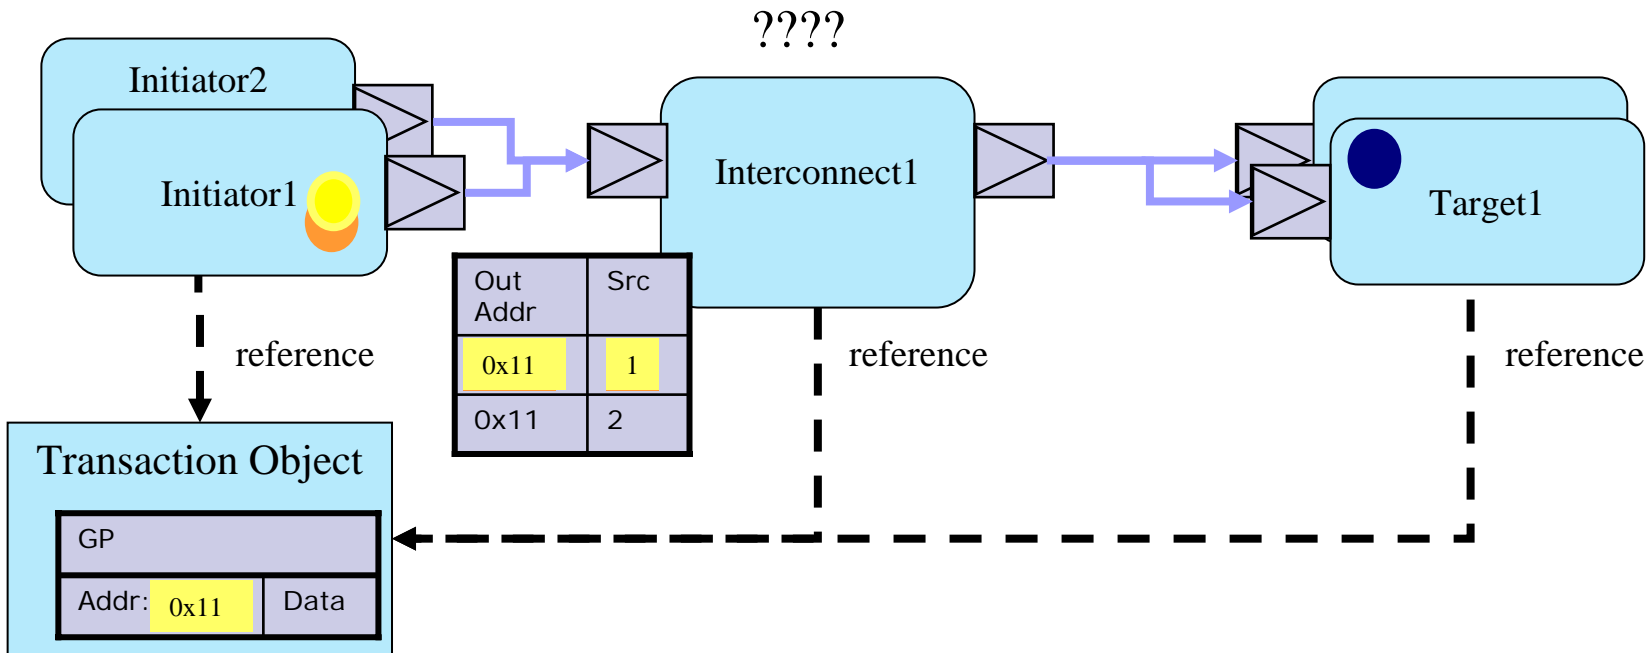 ????
Initiator2
Initiator1
Interconnect1
Target1
Out Addr
Src
0x11
1
0x11
2
reference
reference
reference
Transaction Object
GP
Addr: 0x11
Data